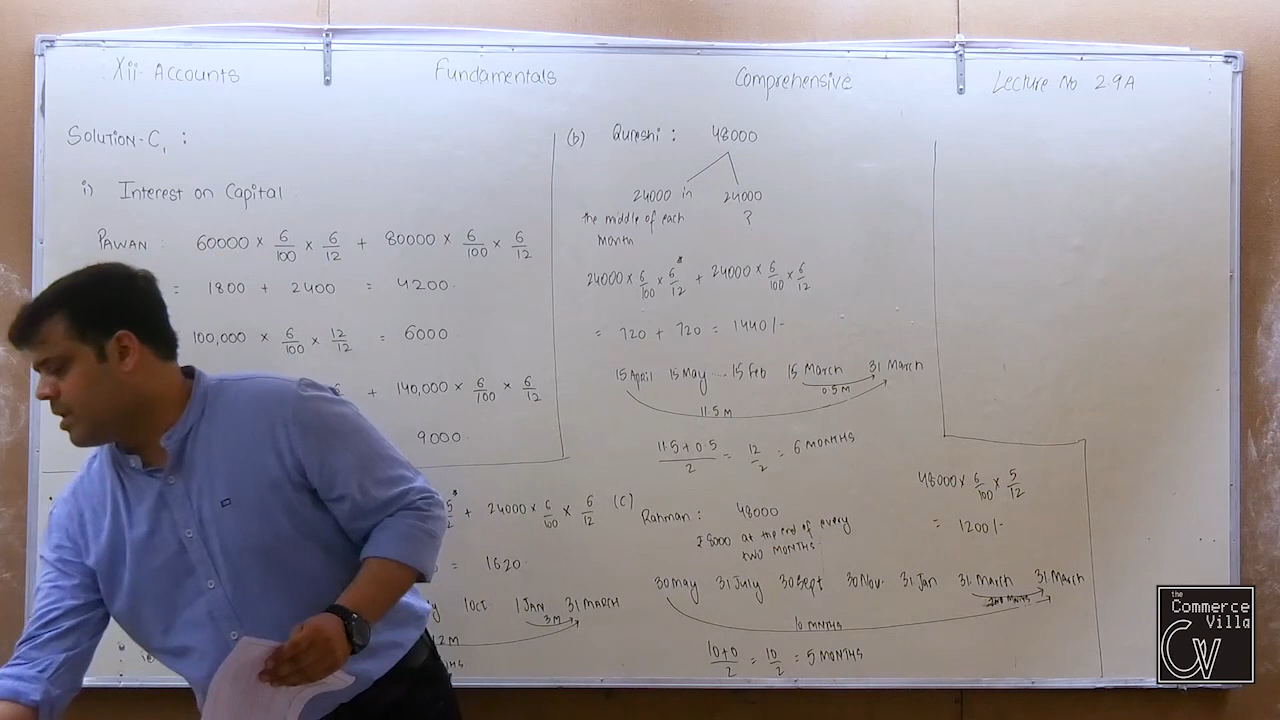 Xii- Accounts
Fundamentals
Comprehensive
Lecture No 2.9A
SOLUTION-C₁ :
i) Interest on Capital
PAWAN : 60000 × 6/100 × 6/12 + 80000 × 6/100 × 6/12
= 1800 + 2400 = 4200
100,000 × 6/100 × 12/12 = 6000
+ 140,000 × 6/100 × 6/12
9000
+ 24000 × 6/100 × 6/12
= 1620
1 OCT 1 JAN 31 MARCH
3 M
12 M
(b) Qureshi : 48000
24000 in 24000
the middle of each ?
Month
24000 × 6/100 × 6*/12 + 24000 × 6/100 × 6/12
= 720 + 720 = 1440/-
15 April 15 May .... 15 Feb 15 March 31 March
0.5 M
11.5 M
11.5 + 0.5/2 = 12/2 = 6 MONTHS
(C) Rahman : 48000
₹8000 at the end of every
two MONTHS
48000 × 6/100 × 5/12
= 1200/-
30 May 31 July 30 Sept 30 Nov. 31 Jan 31. March 31. March
10 MNTHS
10+0/2 = 10/2 = 5 MONTHS
the
Commerce
Villa
CV